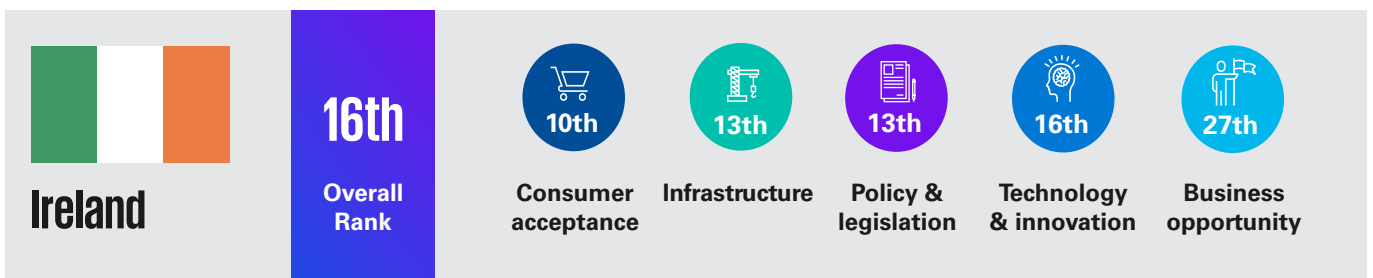 Ireland
16th
Overall
Rank
10th
Consumer
acceptance
13th
Infrastructure
13th
Policy &
legislation
16th
Technology
& innovation
27th
Business
opportunity